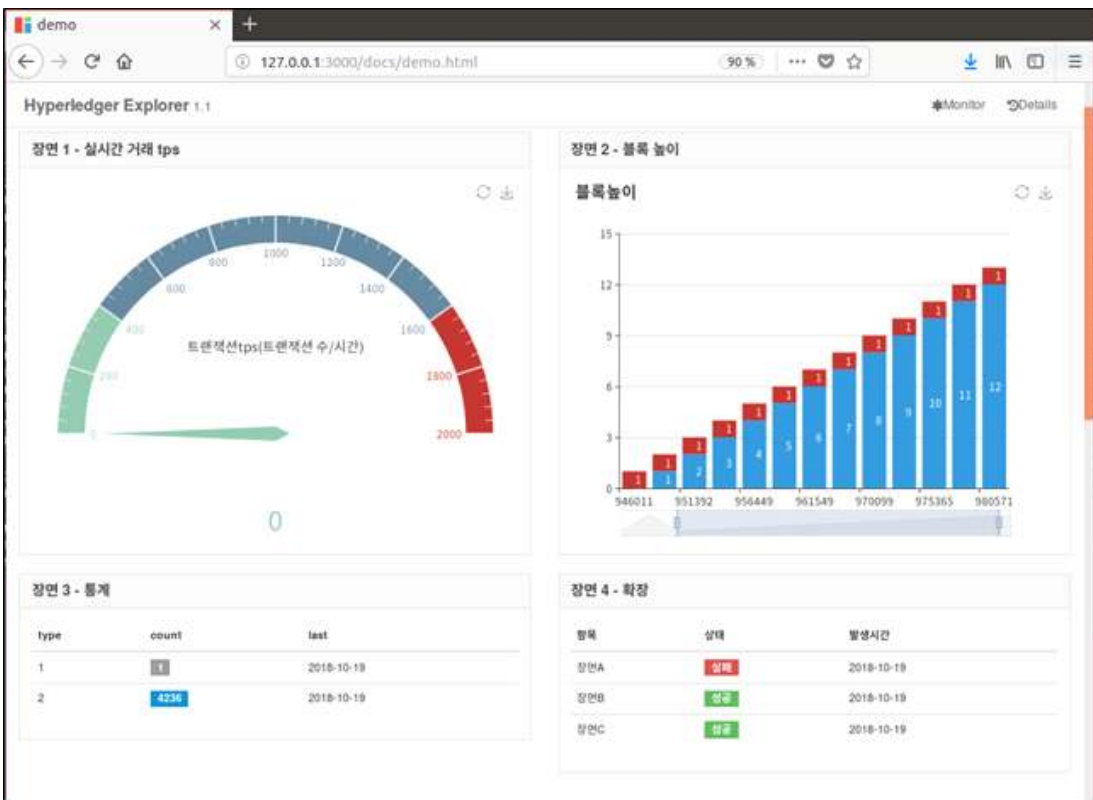 demo
127.0.0.1:3000/docs/demo.html
90 %
Hyperledger Explorer 1.1
Monitor
Details
장면 1 - 실시간 거래 tps
0
200
400
600
800
1000
1200
1400
1600
1800
2000
트랜잭션tps(트랜잭션 수/시간)
0
장면 2 - 블록 높이
블록높이
15
12
9
6
3
0
1 1 1 1 1 1 1 1 1 1 1 1 1
1 2 3 4 5 6 7 8 9 10 11 12
946011 951392 956449 961549 970099 975365 980571
장면 3 - 통계
type count last
1 1 2018-10-19
2 4236 2018-10-19
장면 4 - 확장
항목 상태 발생시간
장면A 실패 2018-10-19
장면B 성공 2018-10-19
장면C 성공 2018-10-19